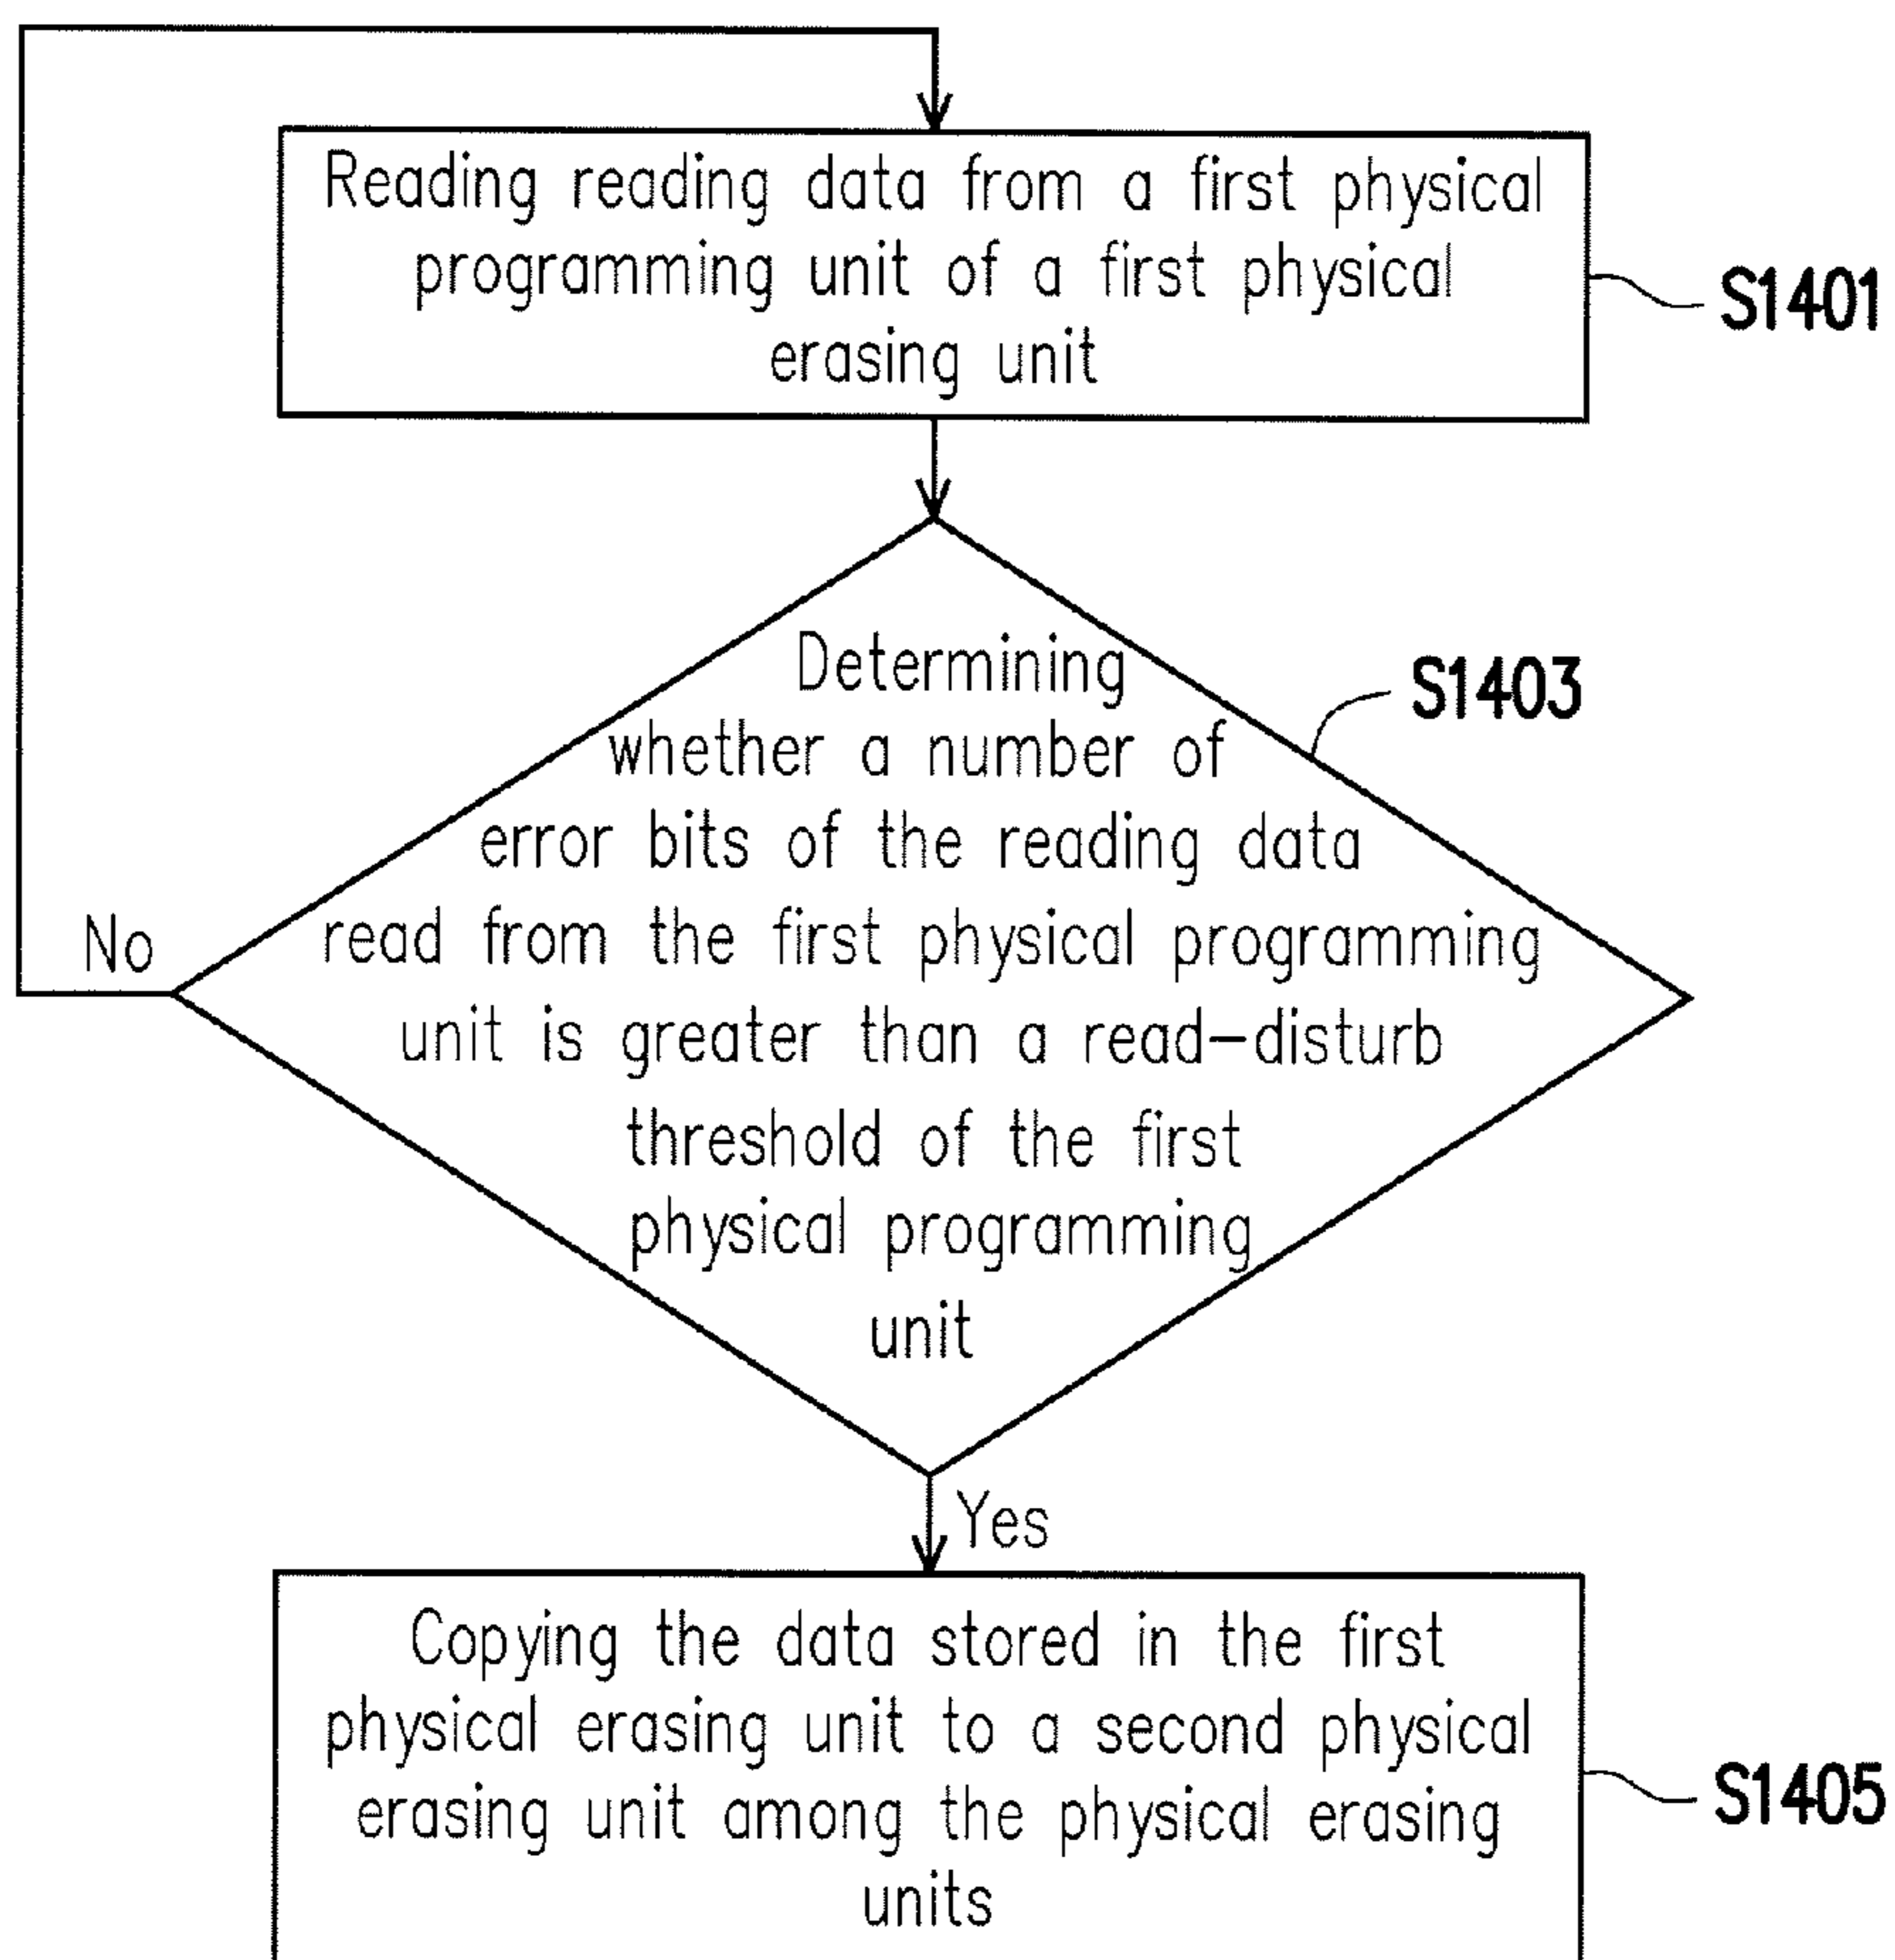 Reading reading data from a first physical
programming unit of a first physical
erasing unit
S1401
Determining
whether a number of
error bits of the reading data
read from the first physical programming
unit is greater than a read-disturb
threshold of the first
physical programming
unit
S1403
No
Yes
Copying the data stored in the first
physical erasing unit to a second physical
erasing unit among the physical erasing
units
S1405